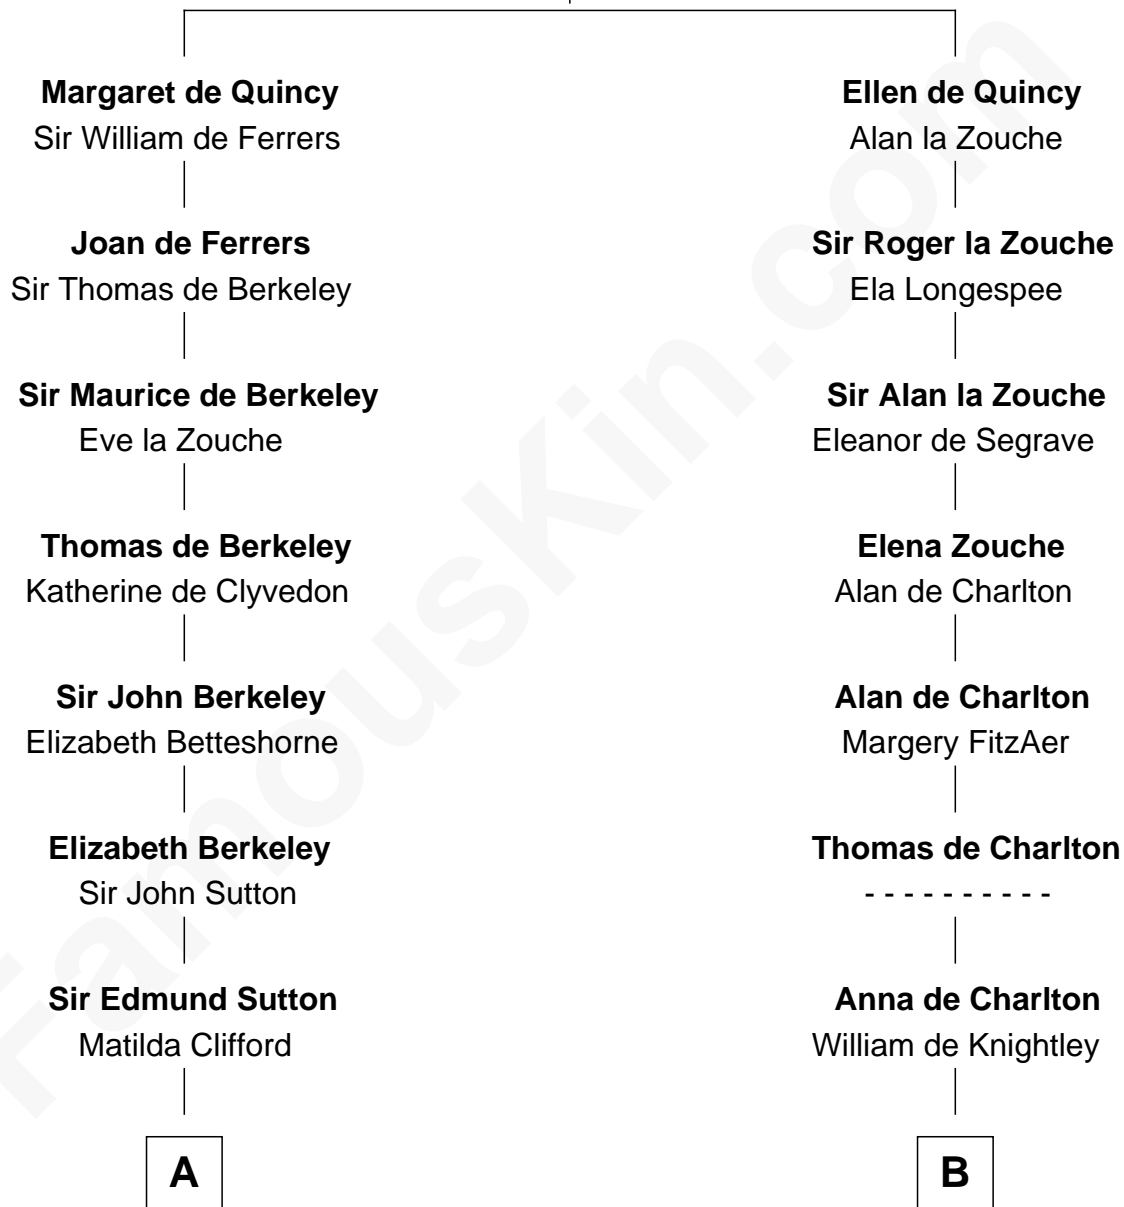 Margaret de Quincy
Sir William de Ferrers
Ellen de Quincy
Alan la Zouche
Joan de Ferrers
Sir Thomas de Berkeley
Sir Roger la Zouche
Ela Longespee
Sir Maurice de Berkeley
Eve la Zouche
Sir Alan la Zouche
Eleanor de Segrave
Thomas de Berkeley
Katherine de Clyvedon
Elena Zouche
Alan de Charlton
Sir John Berkeley
Elizabeth Betteshorne
Alan de Charlton
Margery FitzAer
Elizabeth Berkeley
Sir John Sutton
Thomas de Charlton
- - - - - - - - - -
Sir Edmund Sutton
Matilda Clifford
Anna de Charlton
William de Knightley
A
B
FamousKin.com